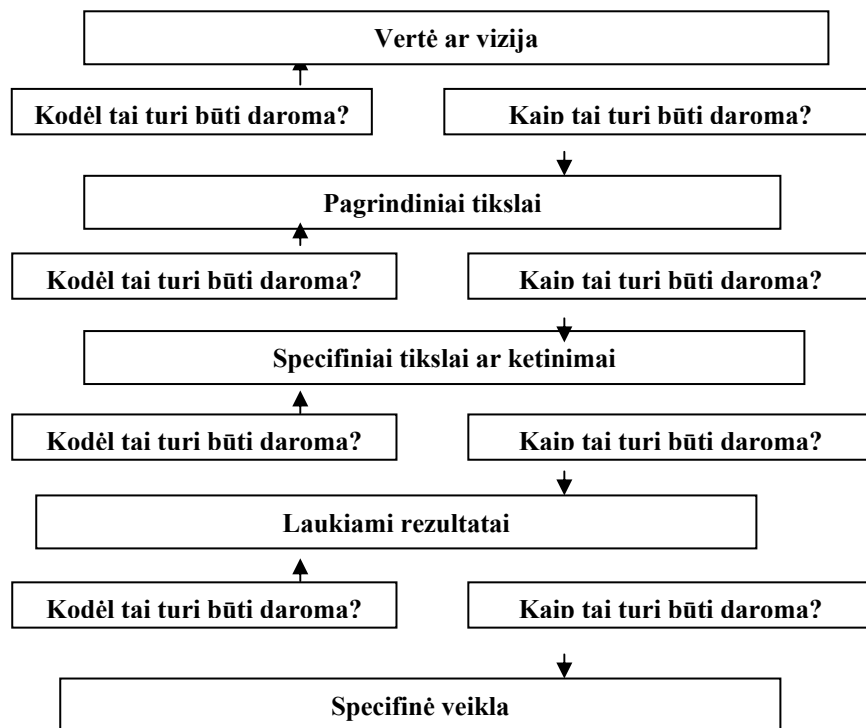 Vertė ar vizija
Kodėl tai turi būti daroma? Kaip tai turi būti daroma?
Pagrindiniai tikslai
Kodėl tai turi būti daroma? Kaip tai turi būti daroma?
Specifiniai tikslai ar ketinimai
Kodėl tai turi būti daroma? Kaip tai turi būti daroma?
Laukiami rezultatai
Kodėl tai turi būti daroma? Kaip tai turi būti daroma?
Specifinė veikla